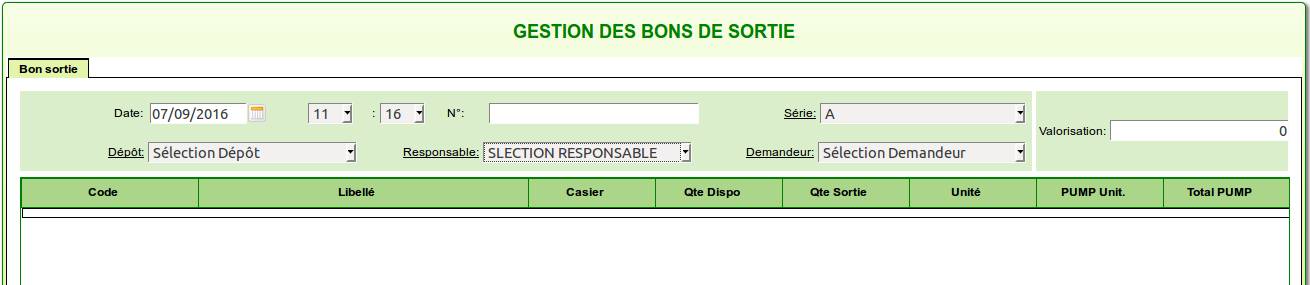 GESTION DES BONS DE SORTIE
Bon sortie
Date: 07/09/2016 11 : 16 N°: Série: A
Valorisation: 0
Dépôt: Sélection Dépôt Responsable: SLECTION RESPONSABLE Demandeur: Sélection Demandeur
Code Libellé Casier Qte Dispo Qte Sortie Unité PUMP Unit. Total PUMP